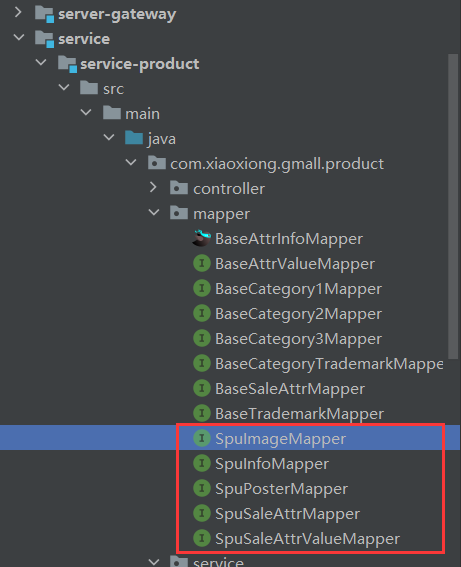 server-gateway
service
service-product
src
main
java
com.xiaoxiong.gmall.product
controller
mapper
BaseAttrInfoMapper
BaseAttrValueMapper
BaseCategory1Mapper
BaseCategory2Mapper
BaseCategory3Mapper
BaseCategoryTrademarkMappe
BaseSaleAttrMapper
BaseTrademarkMapper
SpuImageMapper
SpuInfoMapper
SpuPosterMapper
SpuSaleAttrMapper
SpuSaleAttrValueMapper
service